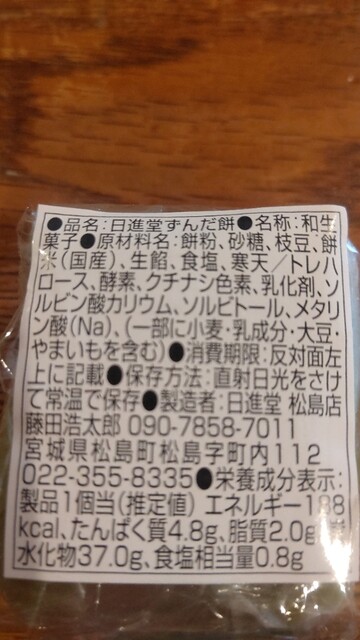 ●品名:日進堂ずんだ餅●名称:和生
菓子●原材料名:餅粉、砂糖、枝豆、餅
米(国産)、生餡、食塩、寒天/トレハ
ロース、酵素、クチナシ色素、乳化剤、ソ
ルビン酸カリウム、ソルビトール、メタリ
ン酸(Na)、(一部に小麦・乳成分・大豆・
やまいもを含む)●消費期限:反対面左
上に記載●保存方法:直射日光をさけ
て常温で保存●製造者:日進堂 松島店
藤田浩太郎 090-7858-7011
宮城県松島町松島字町内112
022-355-8335●栄養成分表示:
製品1個当(推定値) エネルギー188
kcal、たんぱく質4.8g、脂質2.0g、炭
水化物37.0g、食塩相当量0.8g